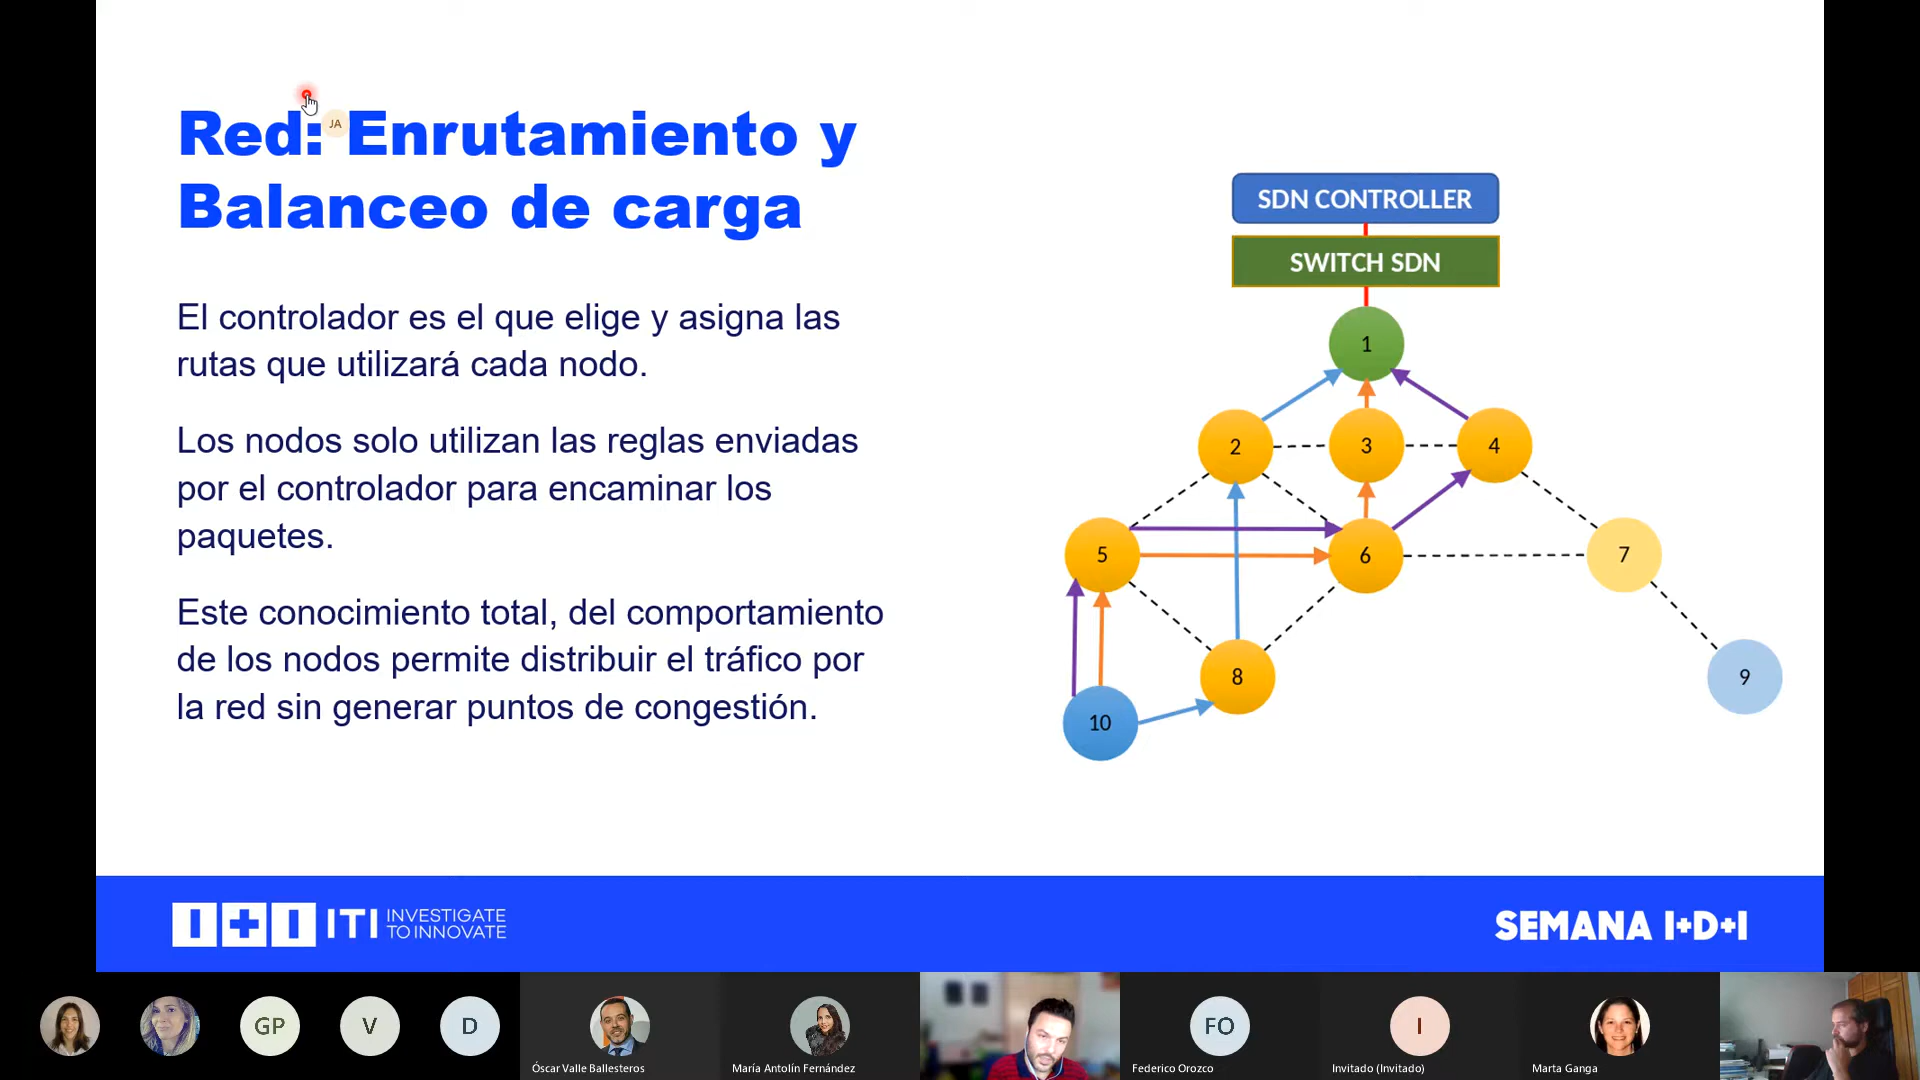 Red: Enrutamiento y
Balanceo de carga
JA
El controlador es el que elige y asigna las
rutas que utilizará cada nodo.
Los nodos solo utilizan las reglas enviadas
por el controlador para encaminar los
paquetes.
Este conocimiento total, del comportamiento
de los nodos permite distribuir el tráfico por
la red sin generar puntos de congestión.
SDN CONTROLLER
SWITCH SDN
1
2
3
4
5
6
7
8
9
10
I+I ITI INVESTIGATE
TO INNOVATE
SEMANA I+D+I
GP
V
D
Óscar Valle Ballesteros
María Antolín Fernández
FO
Federico Orozco
I
Invitado (Invitado)
Marta Ganga